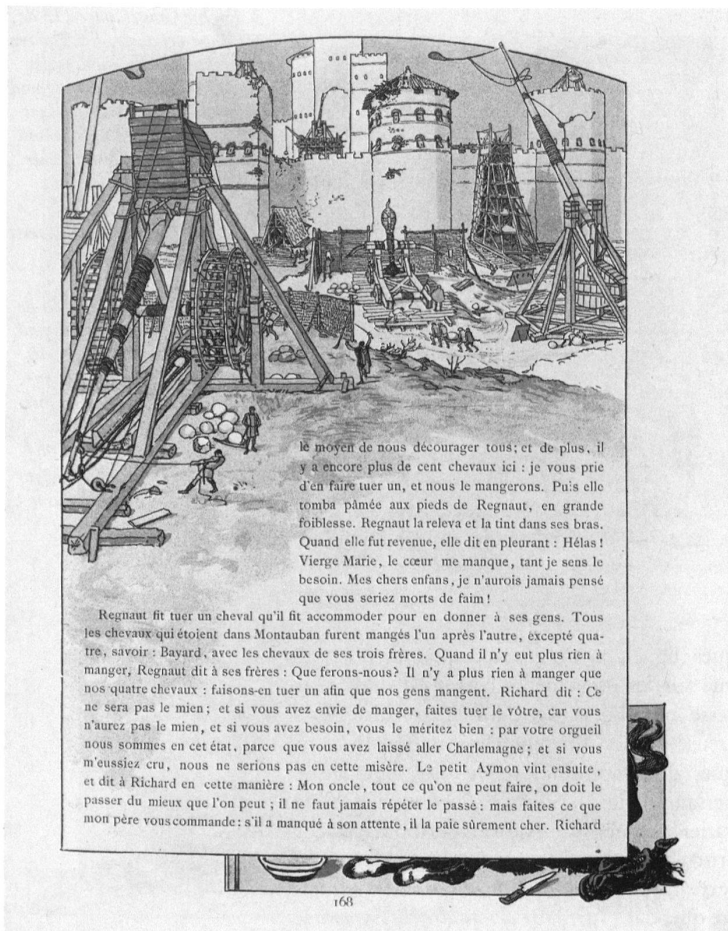 le moyen de nous décourager tous; et de plus, il
y a encore plus de cent chevaux ici : je vous prie
d'en faire tuer un, et nous le mangerons. Puis elle
tomba pâmée aux pieds de Regnaut, en grande
foiblesse. Regnaut la releva et la tint dans ses bras.
Quand elle fut revenue, elle dit en pleurant : Hélas !
Vierge Marie, le cœur me manque, tant je sens le
besoin. Mes chers enfans, je n'aurois jamais pensé
que vous seriez morts de faim !
Regnaut fit tuer un cheval qu'il fit accommoder pour en donner à ses gens. Tous
les chevaux qui étoient dans Montauban furent mangés l'un après l'autre, excepté qua-
tre, savoir : Bayard, avec les chevaux de ses trois frères. Quand il n'y eut plus rien à
manger, Regnaut dit à ses frères : Que ferons-nous? Il n'y a plus rien à manger que
nos quatre chevaux : faisons-en tuer un afin que nos gens mangent. Richard dit : Ce
ne sera pas le mien; et si vous avez envie de manger, faites tuer le vôtre, car vous
n'aurez pas le mien, et si vous avez besoin, vous le méritez bien : par votre orgueil
nous sommes en cet état, parce que vous avez laissé aller Charlemagne ; et si vous
m'eussiez cru, nous ne serions pas en cette misère. Le petit Aymon vint ensuite,
et dit à Richard en cette manière : Mon oncle, tout ce qu'on ne peut faire, on doit le
passer du mieux que l'on peut ; il ne faut jamais répéter le passé : mais faites ce que
mon père vous commande: s'il a manqué à son attente, il la paie sûrement cher. Richard
168